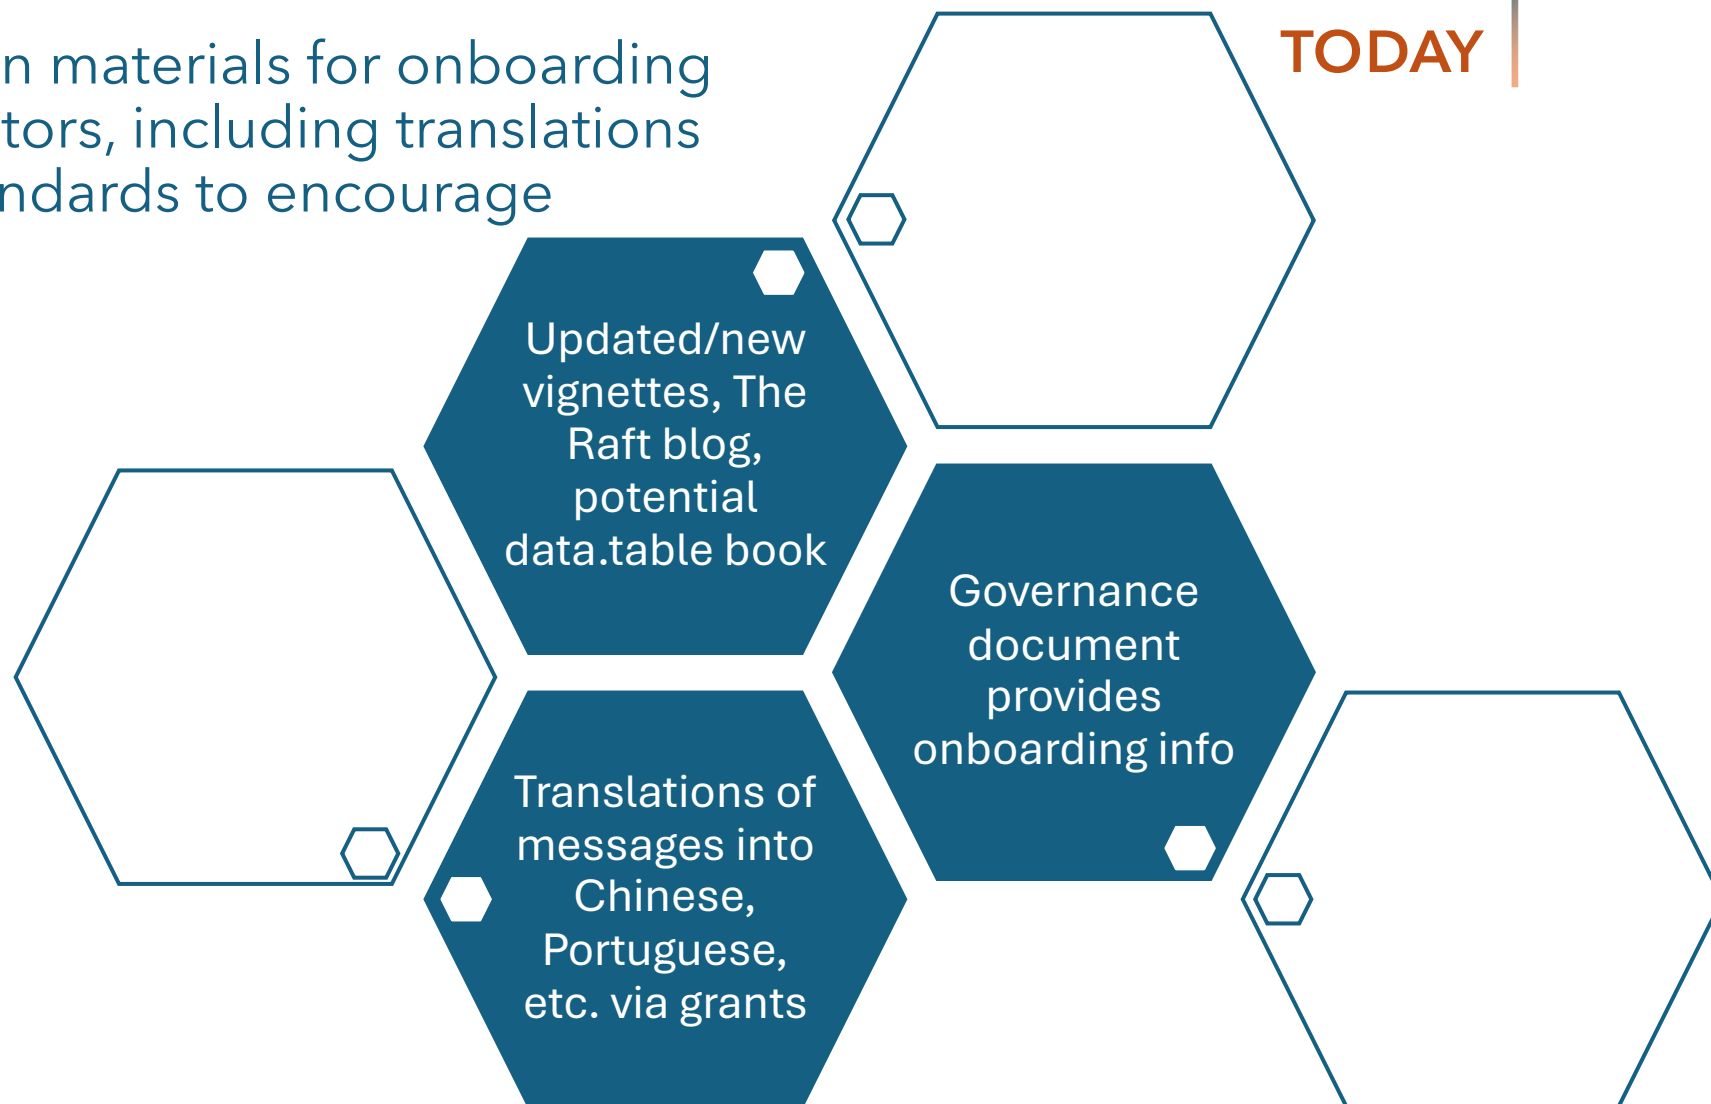 n materials for onboarding
tors, including translations
ndards to encourage
TODAY
Updated/new
vignettes, The
Raft blog,
potential
data.table book
Governance
document
provides
onboarding info
Translations of
messages into
Chinese,
Portuguese,
etc. via grants